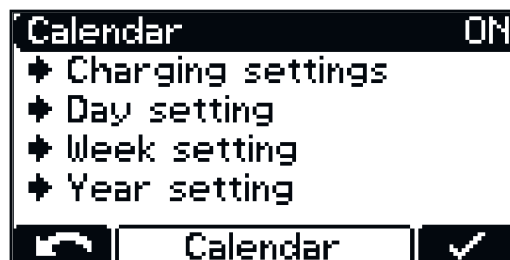 Calendar ON
Charging settings
Day setting
Week setting
Year setting
Calendar